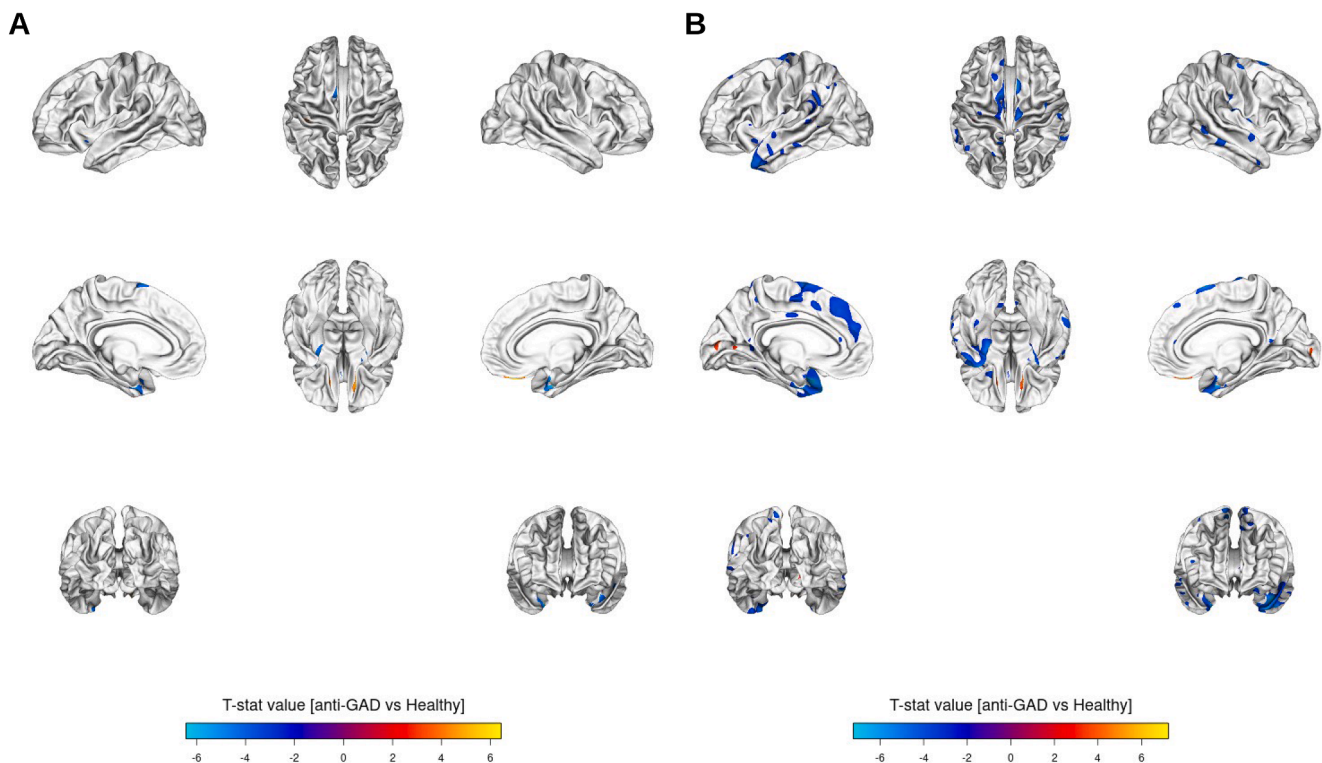 A
B
T-stat value [anti-GAD vs Healthy]
-6 -4 -2 0 2 4 6
T-stat value [anti-GAD vs Healthy]
-6 -4 -2 0 2 4 6